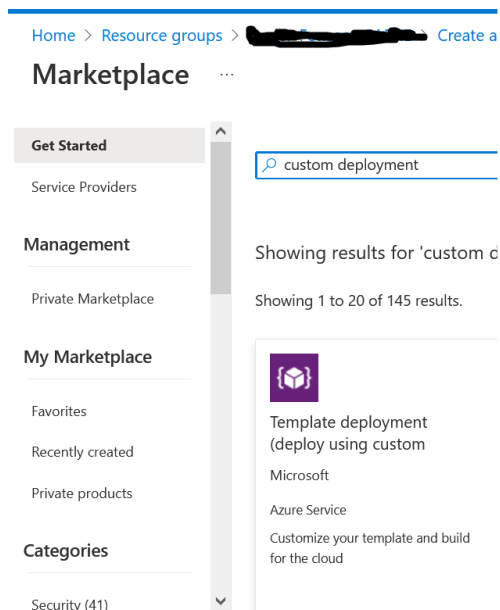 Home > Resource groups > > Create a
Marketplace ...
Get Started
Service Providers
Management
Private Marketplace
My Marketplace
Favorites
Recently created
Private products
Categories
Security (41)
custom deployment
Showing results for 'custom d
Showing 1 to 20 of 145 results.
Template deployment
(deploy using custom
Microsoft
Azure Service
Customize your template and build
for the cloud